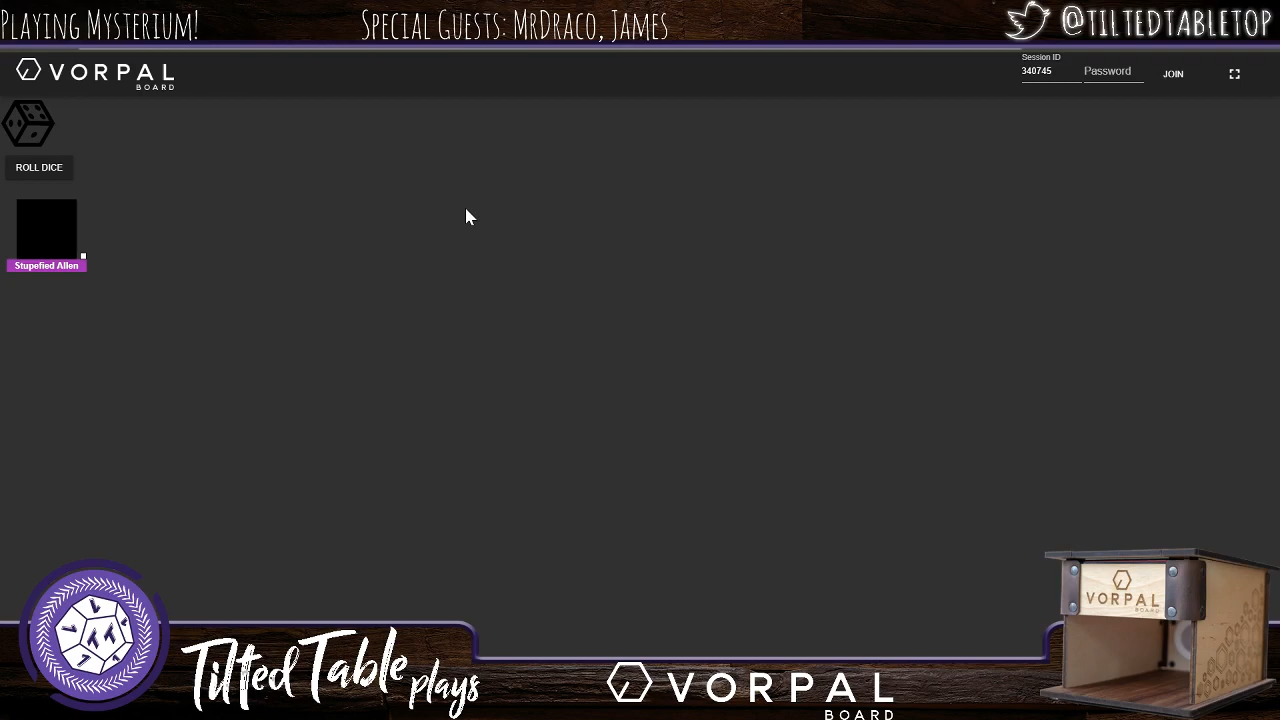 PLAYING MYSTERIUM!
SPECIAL GUESTS: MRDRACO, JAMES
@TILTEDTABLETOP
VORPAL
BOARD
Session ID
340745
Password
JOIN
ROLL DICE
Stupefied Allen
VORPAL
BOARD
Tilted Table plays
VORPAL
BOARD